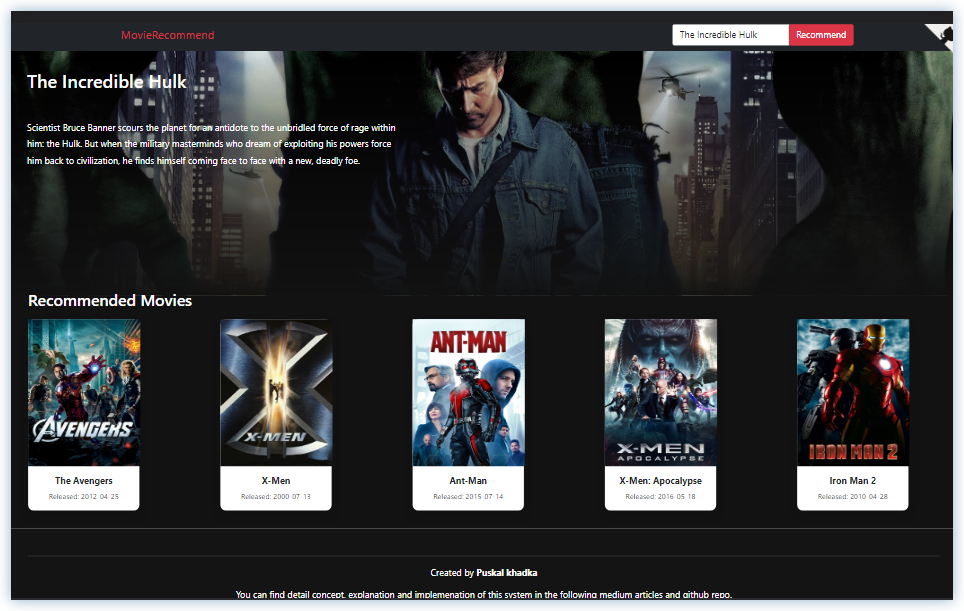 MovieRecommend
The Incredible Hulk
Recommend
The Incredible Hulk
Scientist Bruce Banner scours the planet for an antidote to the unbridled force of rage within
him: the Hulk. But when the military masterminds who dream of exploiting his powers force
him back to civilization, he finds himself coming face to face with a new, deadly foe.
Recommended Movies
AVENGERS
X-MEN
ANT-MAN
X-MEN
APOCALYPSE
IRON MAN 2
The Avengers
X-Men
Ant-Man
X-Men: Apocalypse
Iron Man 2
Released: 2012-04-25
Released: 2000-07-13
Released: 2015-07-14
Released: 2016-05-18
Released: 2010-04-28
Created by Puskal khadka
You can find detail concept, explanation and implemenation of this system in the following medium articles and github repo.